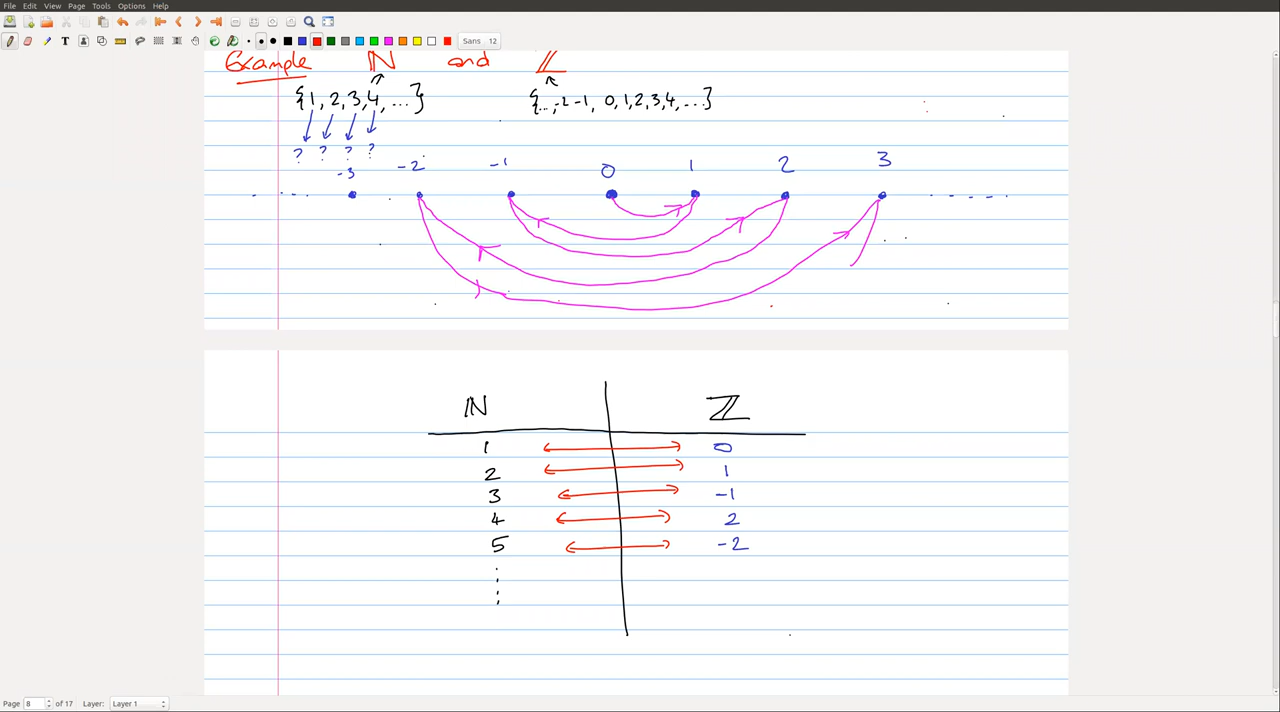 File Edit View Page Tools Options Help
Sans 12
Example ℕ and ℤ
{1, 2, 3, 4, ...} {..., -2 -1, 0, 1, 2, 3, 4, ...}
? ? ? ?
-3 -2 -1 0 1 2 3
ℕ ℤ
1 0
2 1
3 -1
4 2
5 -2
Page 8 of 17 Layer: Layer 1